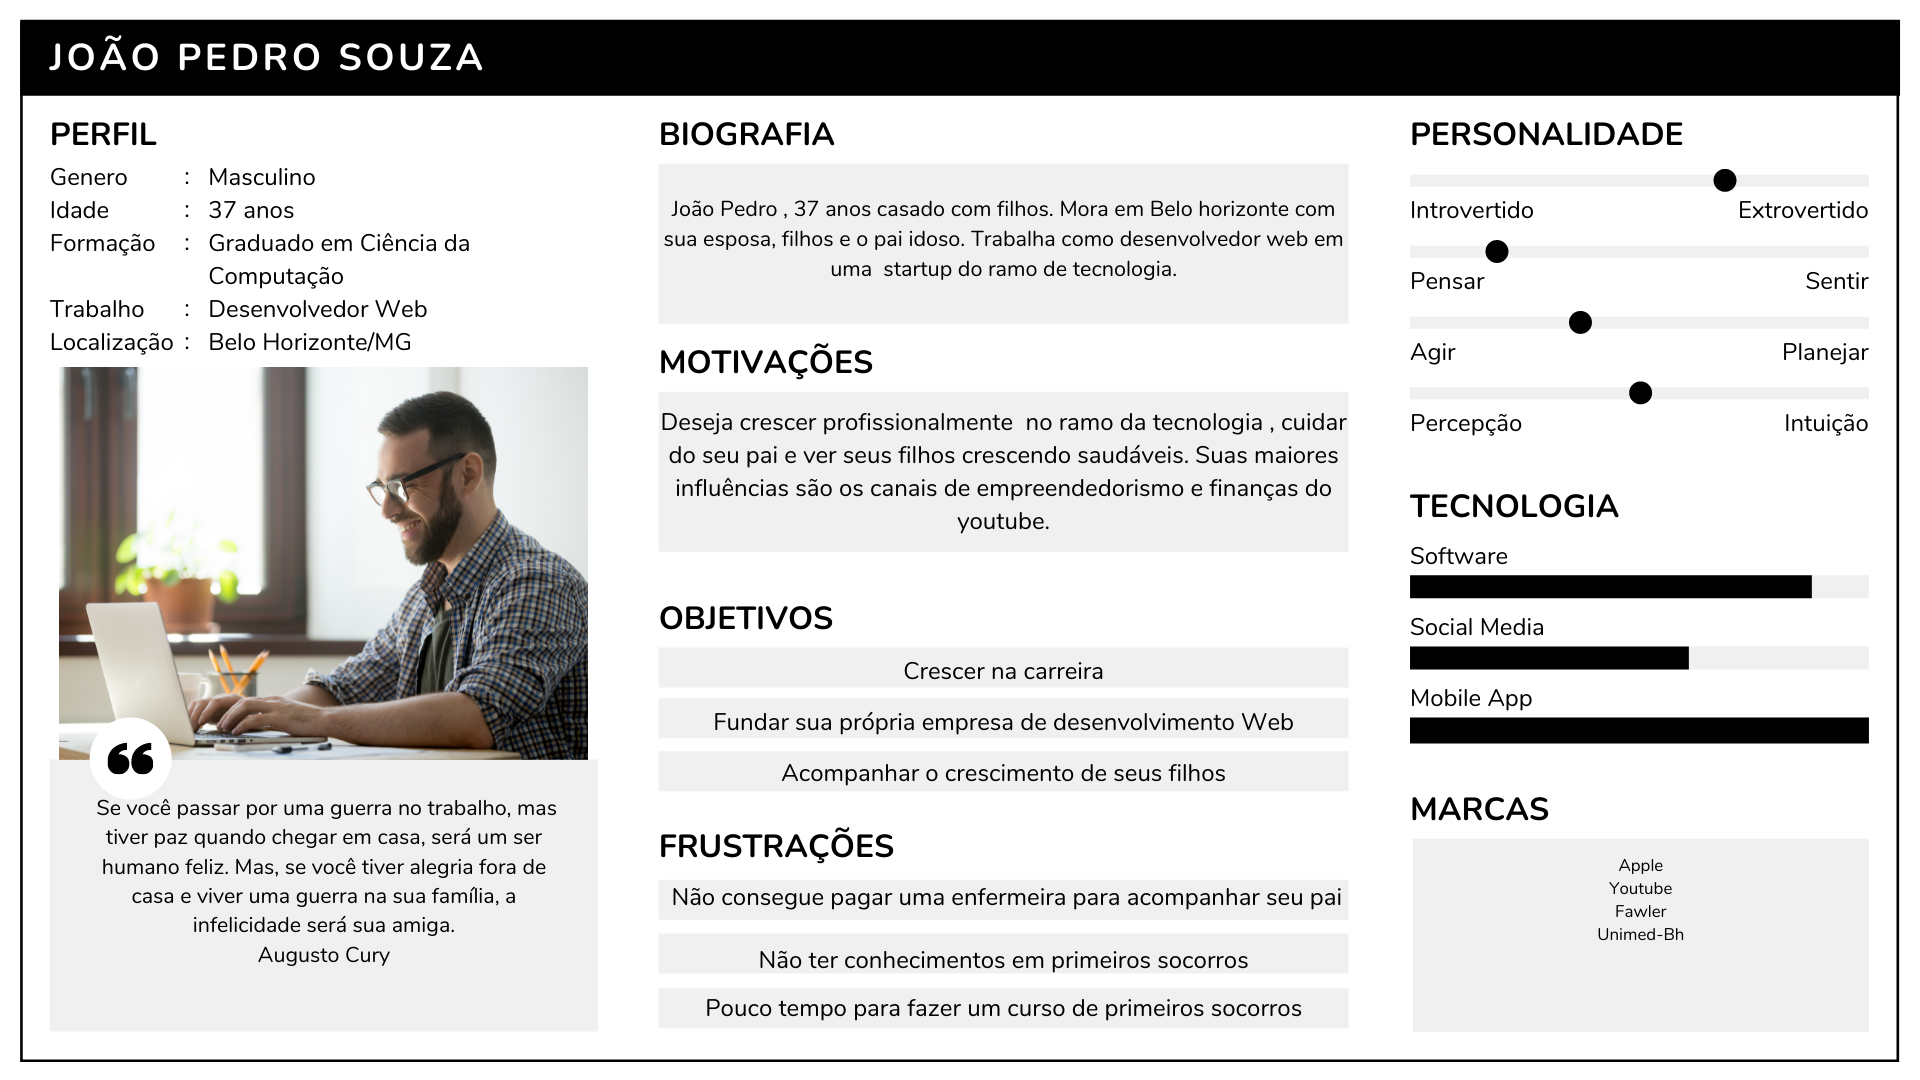 JOÃO PEDRO SOUZA
PERFIL
Genero : Masculino
Idade : 37 anos
Formação : Graduado em Ciência da
Computação
Trabalho : Desenvolvedor Web
Localização : Belo Horizonte/MG
“
Se você passar por uma guerra no trabalho, mas
tiver paz quando chegar em casa, será um ser
humano feliz. Mas, se você tiver alegria fora de
casa e viver uma guerra na sua família, a
infelicidade será sua amiga.
Augusto Cury
BIOGRAFIA
João Pedro , 37 anos casado com filhos. Mora em Belo horizonte com
sua esposa, filhos e o pai idoso. Trabalha como desenvolvedor web em
uma  startup do ramo de tecnologia.
MOTIVAÇÕES
Deseja crescer profissionalmente  no ramo da tecnologia , cuidar
do seu pai e ver seus filhos crescendo saudáveis. Suas maiores
influências são os canais de empreendedorismo e finanças do
youtube.
OBJETIVOS
Crescer na carreira
Fundar sua própria empresa de desenvolvimento Web
Acompanhar o crescimento de seus filhos
FRUSTRAÇÕES
Não consegue pagar uma enfermeira para acompanhar seu pai
Não ter conhecimentos em primeiros socorros
Pouco tempo para fazer um curso de primeiros socorros
PERSONALIDADE
Introvertido Extrovertido
Pensar Sentir
Agir Planejar
Percepção Intuição
TECNOLOGIA
Software
Social Media
Mobile App
MARCAS
Apple
Youtube
Fawler
Unimed-Bh